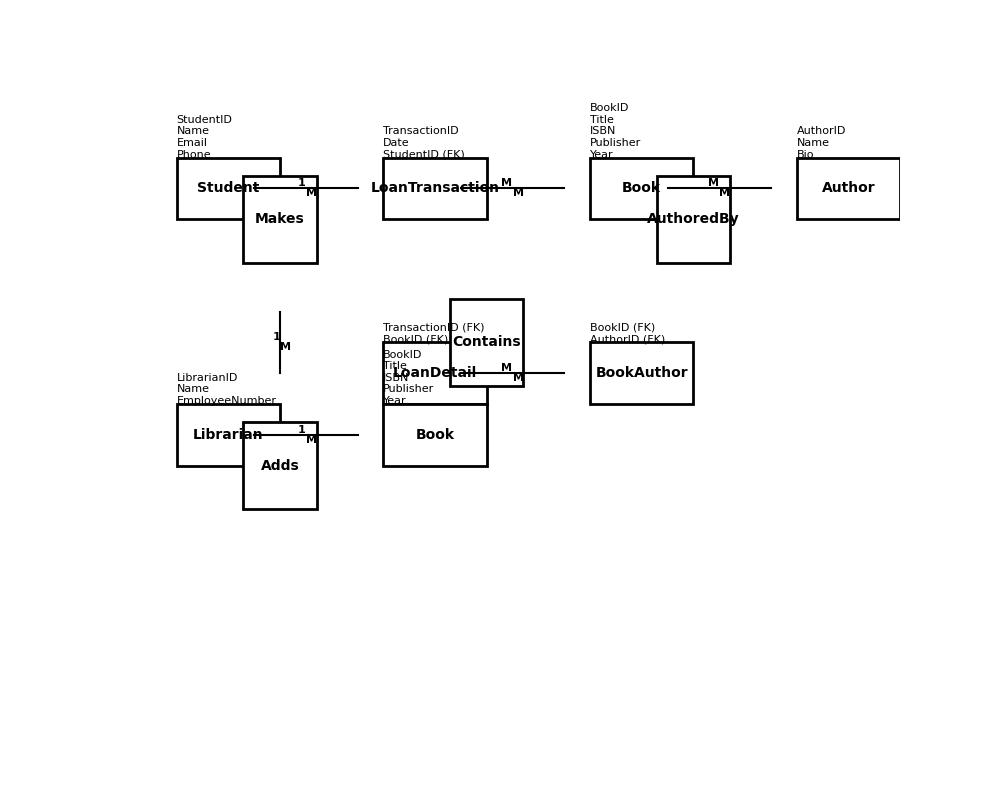 StudentID
Name
Email
Phone
Student
1
M
Makes
TransactionID
Date
StudentID (FK)
LoanTransaction
M
M
BookID
Title
ISBN
Publisher
Year
Book
M
M
AuthoredBy
AuthorID
Name
Bio
Author
1
M
Contains
TransactionID (FK)
BookID (FK)
LoanDetail
M
M
BookID (FK)
AuthorID (FK)
BookAuthor
LibrarianID
Name
EmployeeNumber
Librarian
1
M
Adds
BookID
Title
ISBN
Publisher
Year
Book